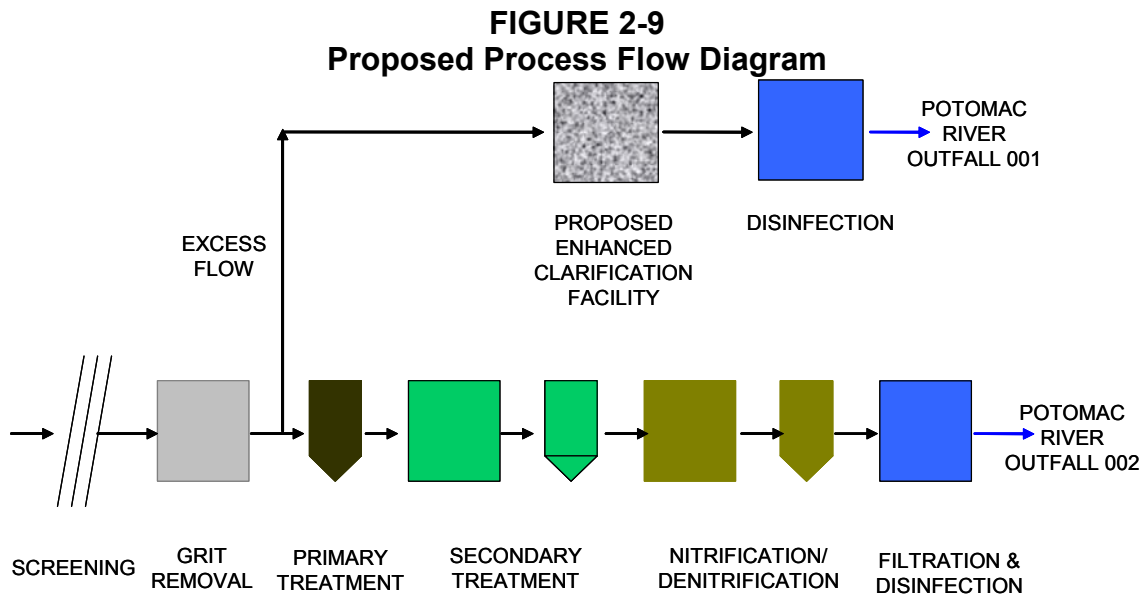 FIGURE 2-9
Proposed Process Flow Diagram
POTOMAC
RIVER
OUTFALL 001
PROPOSED
ENHANCED
CLARIFICATION
FACILITY
DISINFECTION
EXCESS
FLOW
POTOMAC
RIVER
OUTFALL 002
SCREENING
GRIT
REMOVAL
PRIMARY
TREATMENT
SECONDARY
TREATMENT
NITRIFICATION/
DENITRIFICATION
FILTRATION &
DISINFECTION